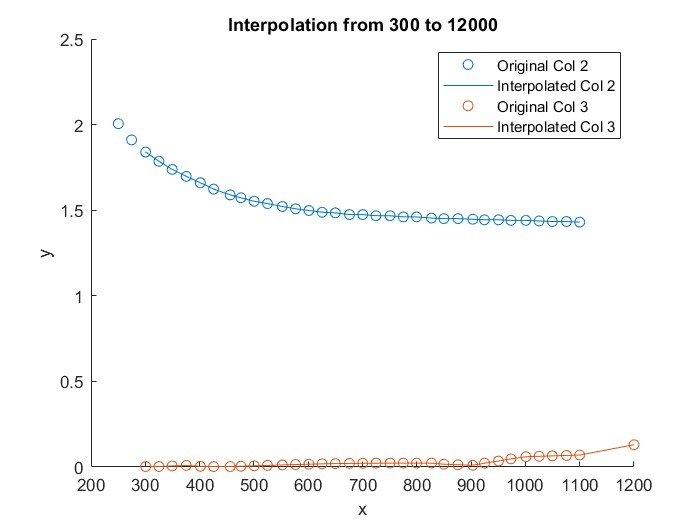 Interpolation from 300 to 12000
2.5
2
1.5
1
0.5
0
y
Original Col 2
Interpolated Col 2
Original Col 3
Interpolated Col 3
200 300 400 500 600 700 800 900 1000 1100 1200
x